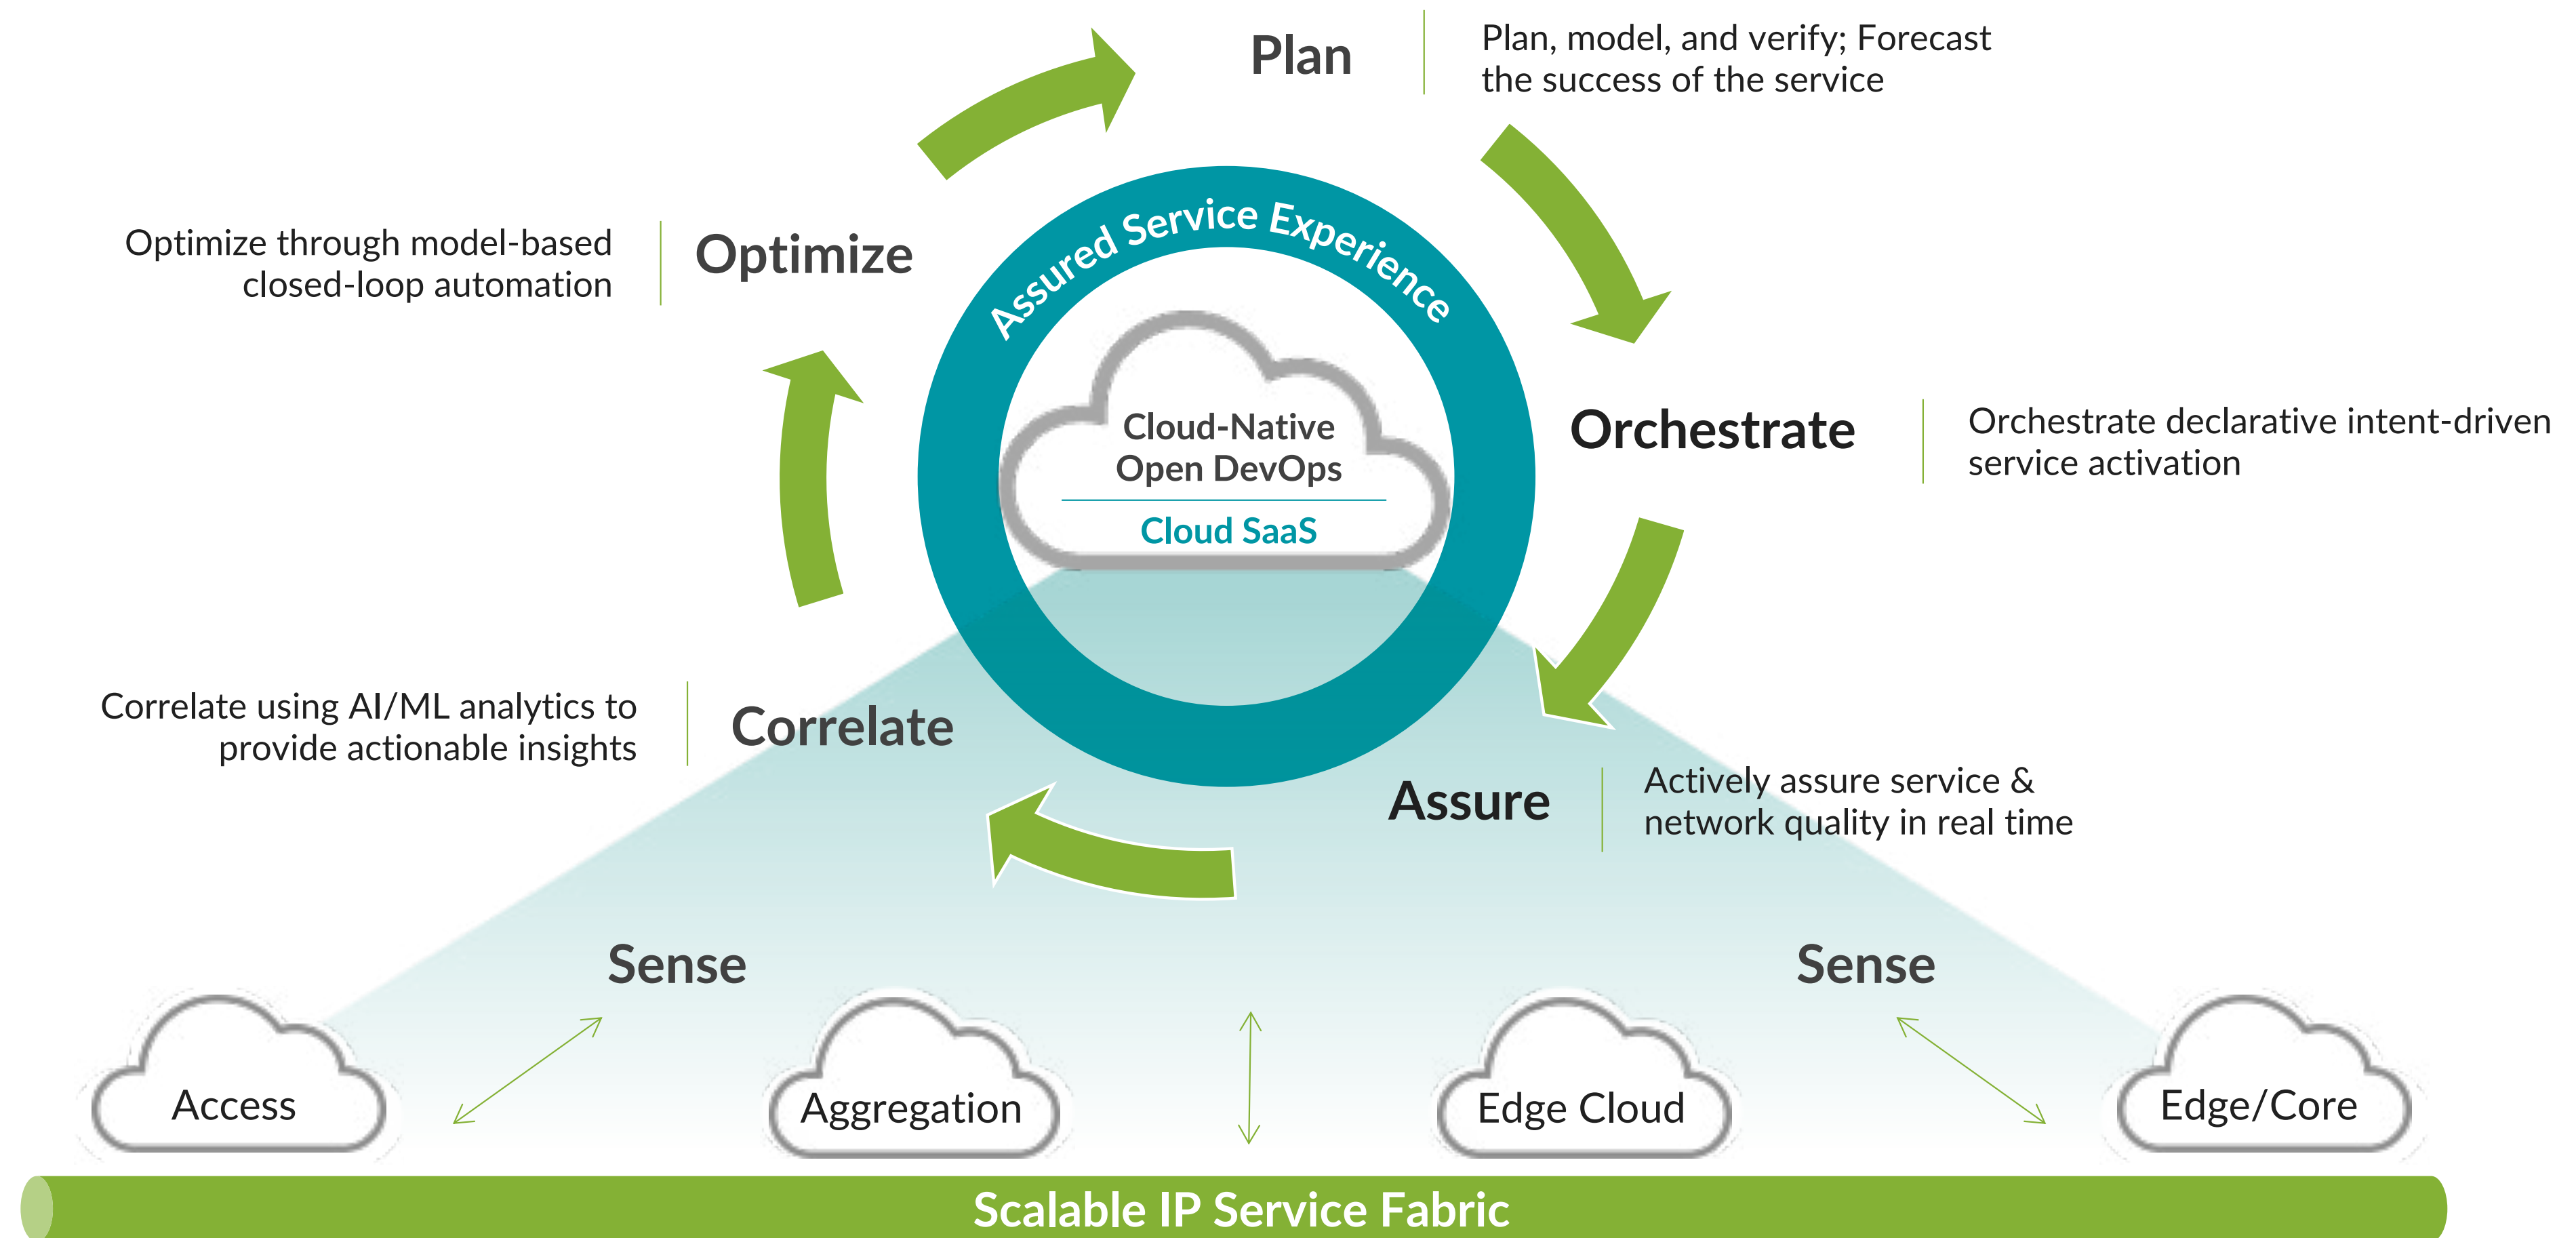 Plan
Plan, model, and verify; Forecast
the success of the service
Assured Service Experience
Optimize through model-based
closed-loop automation
Optimize
Cloud-Native
Open DevOps
Cloud SaaS
Orchestrate
Orchestrate declarative intent-driven
service activation
Correlate using AI/ML analytics to
provide actionable insights
Correlate
Assure
Actively assure service &
network quality in real time
Sense
Sense
Access
Aggregation
Edge Cloud
Edge/Core
Scalable IP Service Fabric